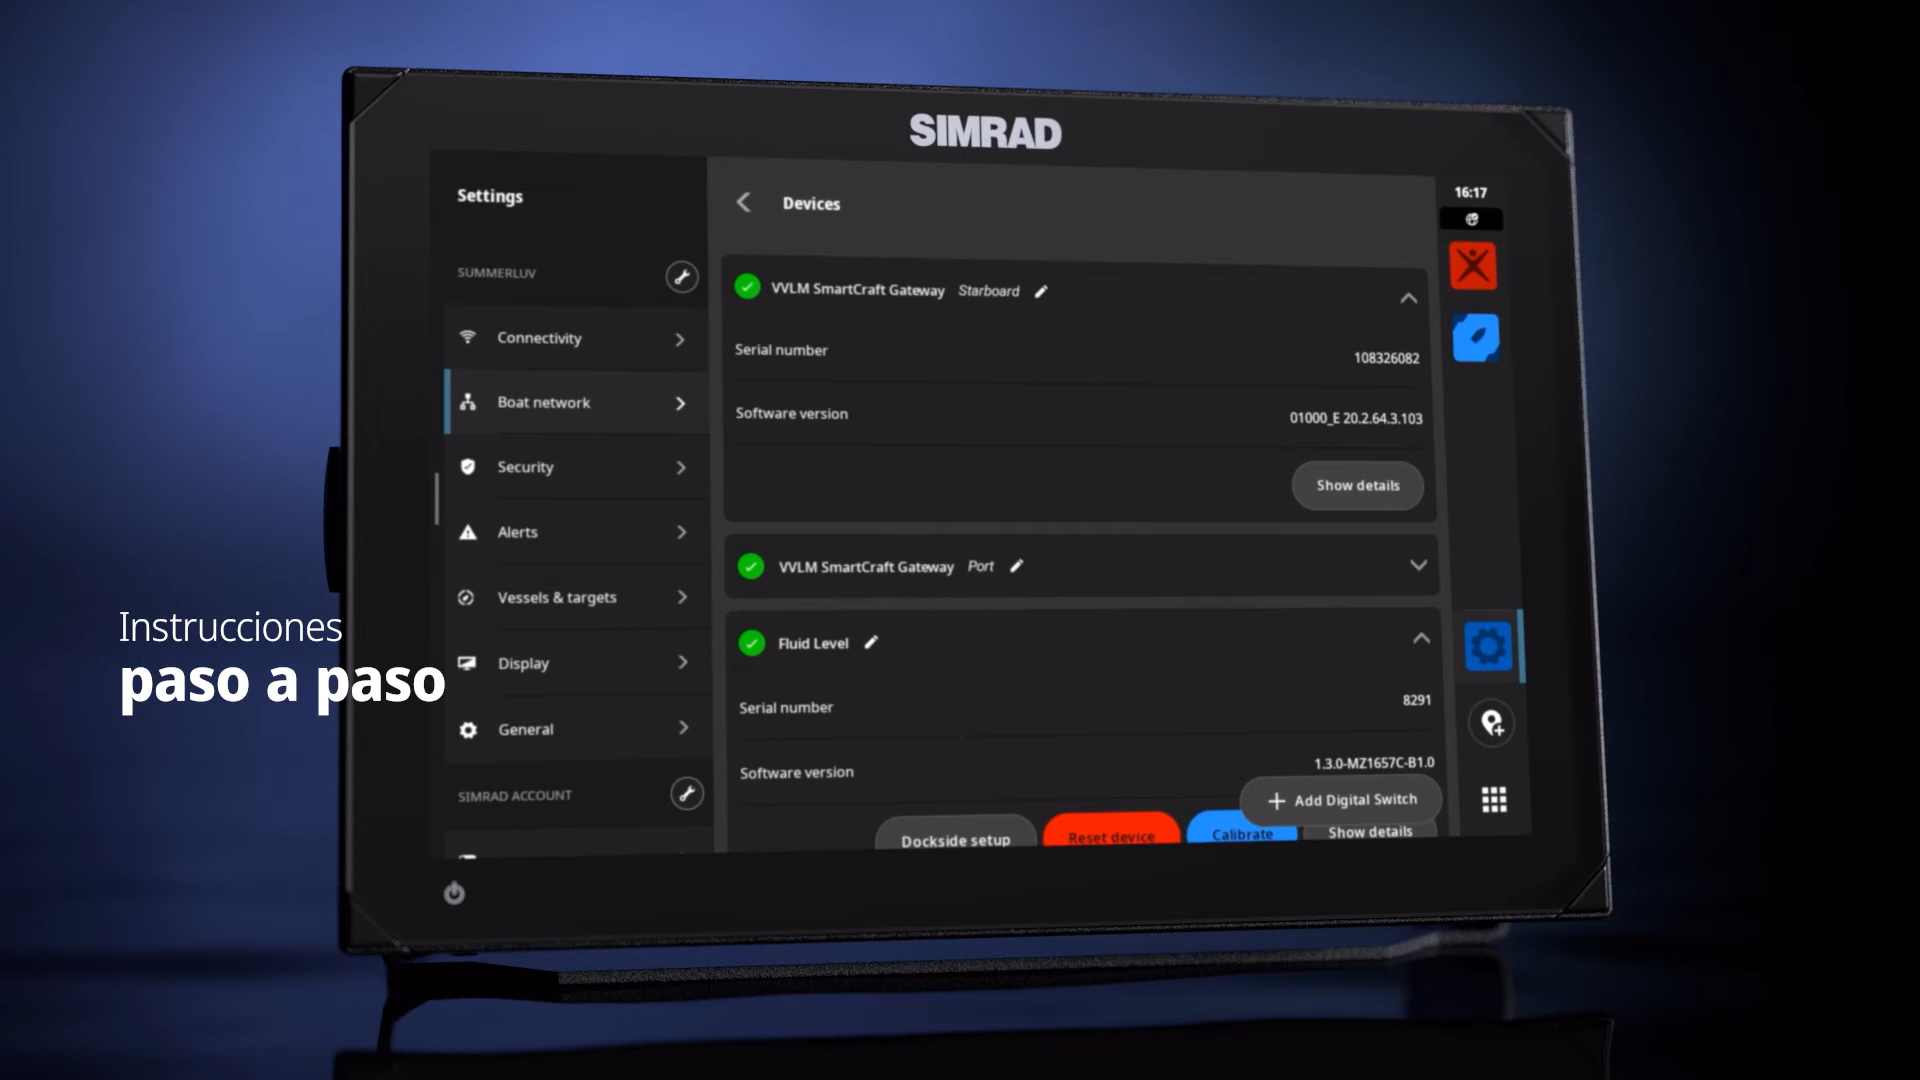 SIMRAD
Settings
SUMMERLUV
Connectivity
Boat network
Security
Alerts
Vessels & targets
Display
General
SIMRAD ACCOUNT
Devices
VVLM SmartCraft Gateway Starboard
Serial number 108326082
Software version 01000_E 20.2.64.3.103
Show details
VVLM SmartCraft Gateway Port
Fluid Level
Serial number 8291
Software version 1.3.0-MZ1657C-B1.0
+ Add Digital Switch
Dockside setup Reset device Calibrate Show details
16:17
Instrucciones
paso a paso